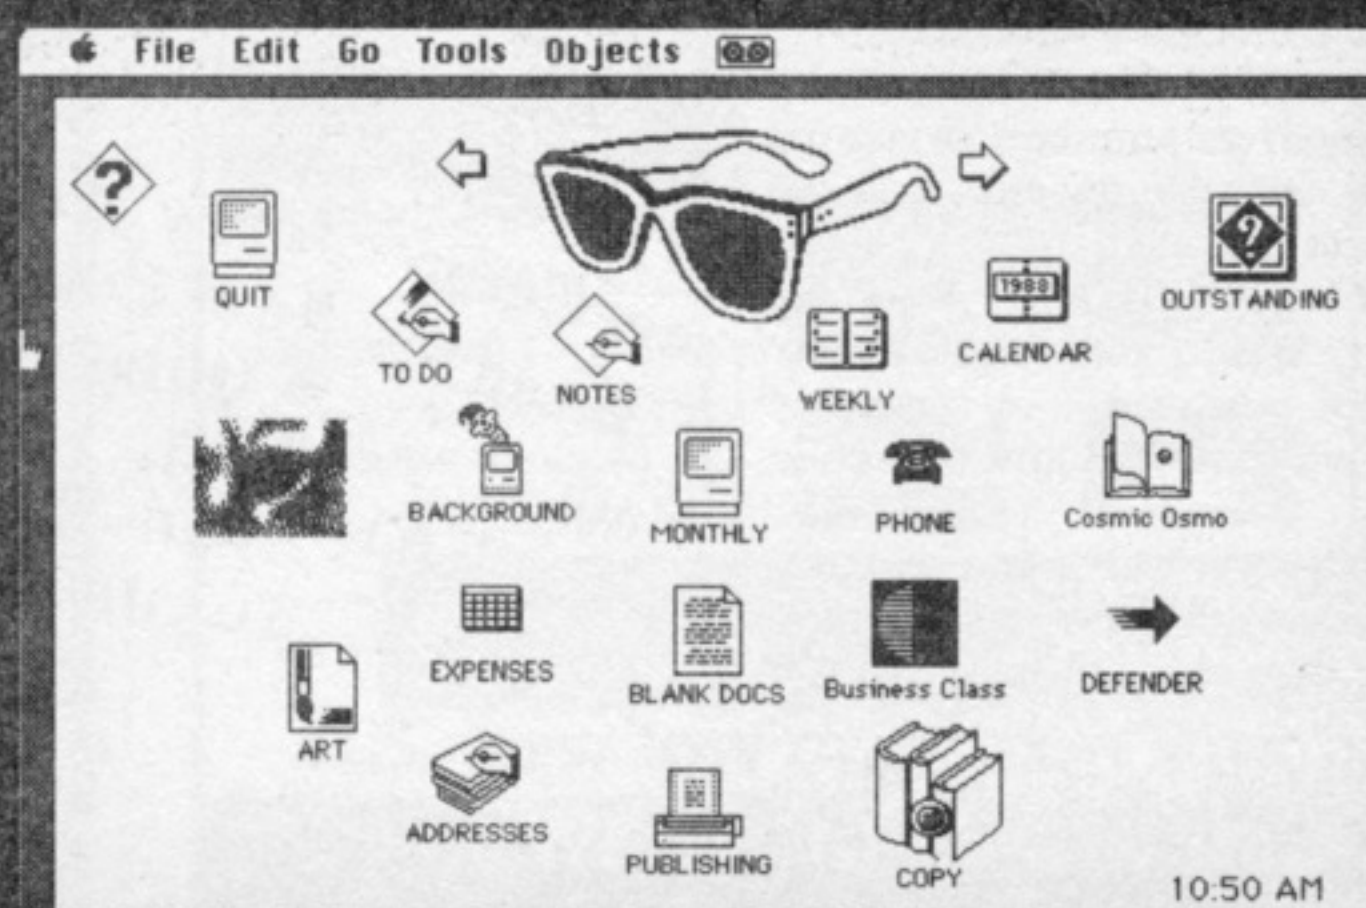 File Edit Go Tools Objects
?
QUIT
TO DO
NOTES
1988
CALENDAR
OUTSTANDING
WEEKLY
BACKGROUND
MONTHLY
PHONE
Cosmic Osmo
EXPENSES
BLANK DOCS
Business Class
DEFENDER
ART
ADDRESSES
PUBLISHING
COPY
10:50 AM